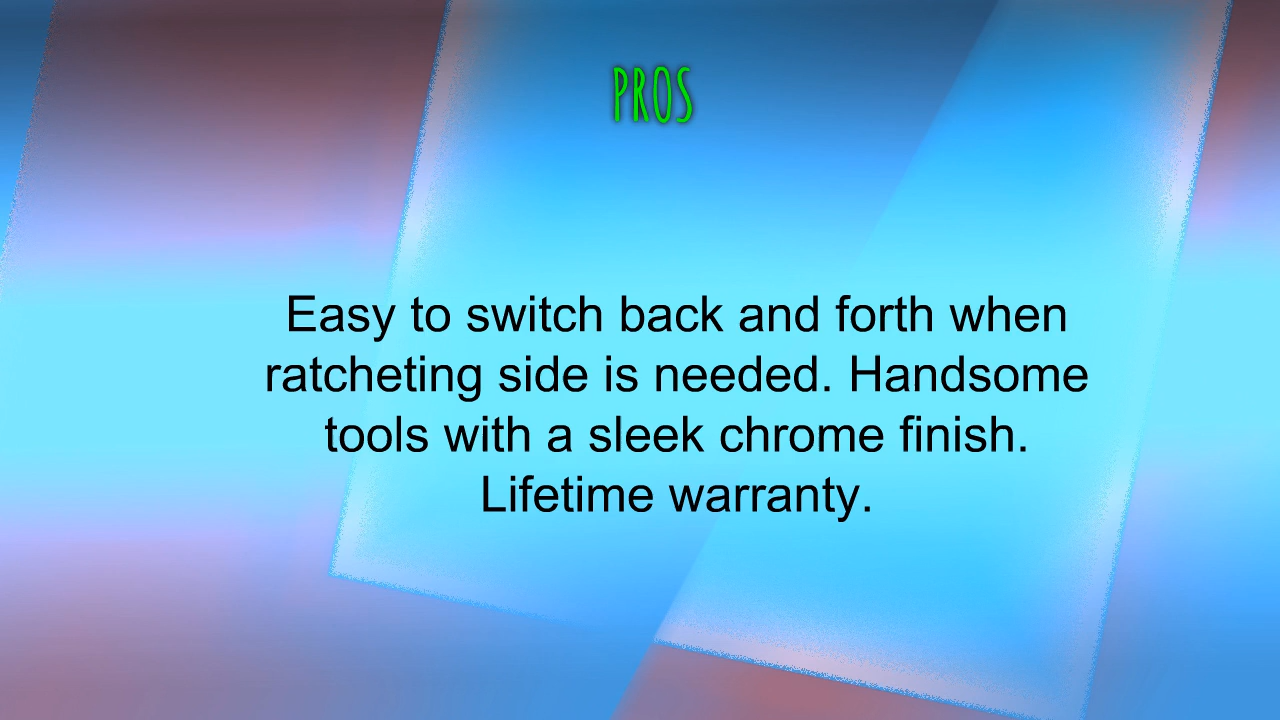 PROS
Easy to switch back and forth when
ratcheting side is needed. Handsome
tools with a sleek chrome finish.
Lifetime warranty.